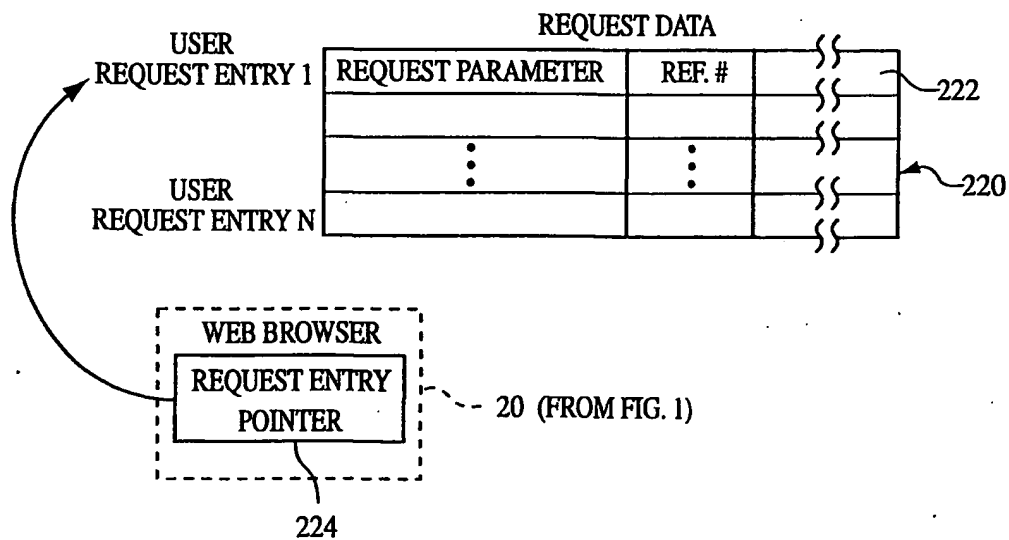 REQUEST DATA
USER
REQUEST ENTRY 1
REQUEST PARAMETER
REF. #
222
220
USER
REQUEST ENTRY N
WEB BROWSER
REQUEST ENTRY
POINTER
20 (FROM FIG. 1)
224